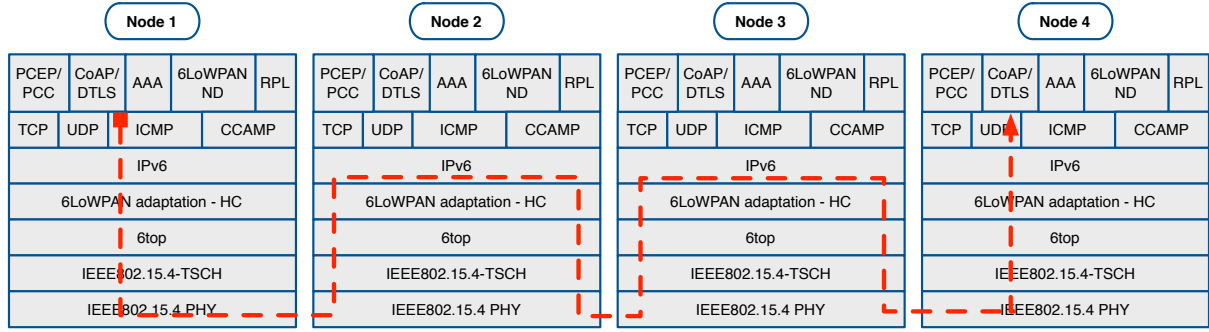 Node 1
Node 2
Node 3
Node 4
PCEP/ CoAP/ AAA 6LoWPAN RPL
PCC DTLS ND
TCP UDP ICMP CCAMP
IPv6
6LoWPAN adaptation - HC
6top
IEEE802.15.4-TSCH
IEEE802.15.4 PHY
PCEP/ CoAP/ AAA 6LoWPAN RPL
PCC DTLS ND
TCP UDP ICMP CCAMP
IPv6
6LoWPAN adaptation - HC
6top
IEEE802.15.4-TSCH
IEEE802.15.4 PHY
PCEP/ CoAP/ AAA 6LoWPAN RPL
PCC DTLS ND
TCP UDP ICMP CCAMP
IPv6
6LoWPAN adaptation - HC
6top
IEEE802.15.4-TSCH
IEEE802.15.4 PHY
PCEP/ CoAP/ AAA 6LoWPAN RPL
PCC DTLS ND
TCP UDP ICMP CCAMP
IPv6
6LoWPAN adaptation - HC
6top
IEEE802.15.4-TSCH
IEEE802.15.4 PHY